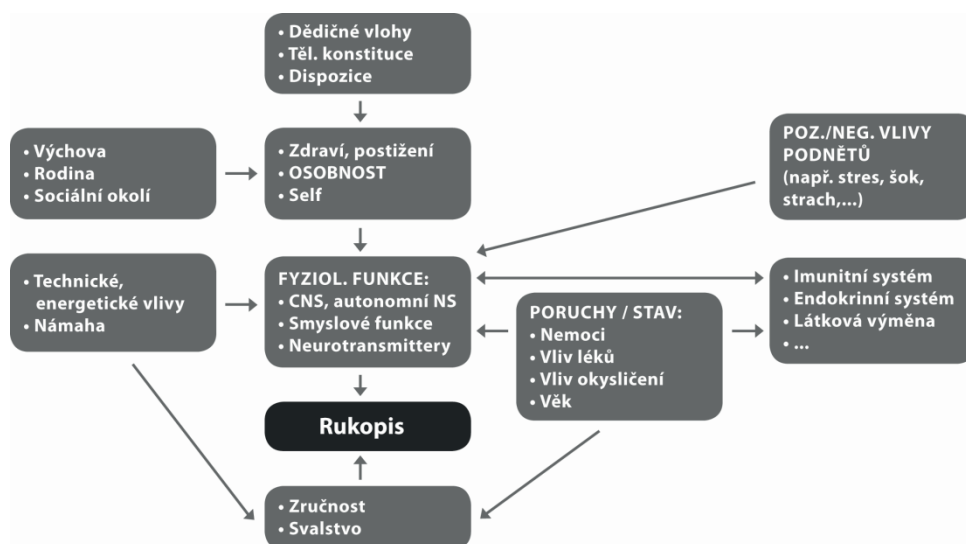 • Dědičné vlohy
• Těl. konstituce
• Dispozice
• Výchova
• Rodina
• Sociální okolí
• Zdraví, postižení
• OSOBNOST
• Self
POZ./NEG. VLIVY
PODNĚTŮ
(např. stres, šok,
strach,...)
• Technické,
energetické vlivy
• Námaha
FYZIOL. FUNKCE:
• CNS, autonomní NS
• Smyslové funkce
• Neurotransmittery
PORUCHY / STAV:
• Nemoci
• Vliv léků
• Vliv okysličení
• Věk
• Imunitní systém
• Endokrinní systém
• Látková výměna
• ...
Rukopis
• Zručnost
• Svalstvo